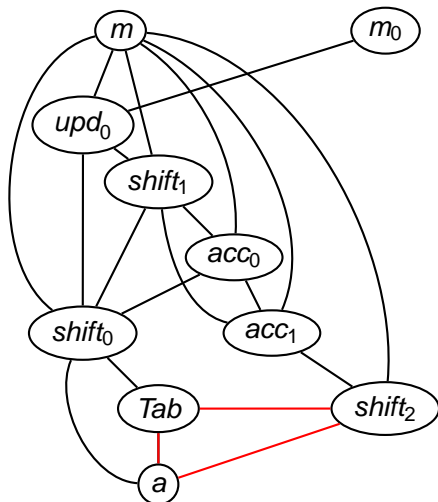 m
m₀
upd₀
shift₁
acc₀
shift₀
acc₁
Tab
shift₂
a